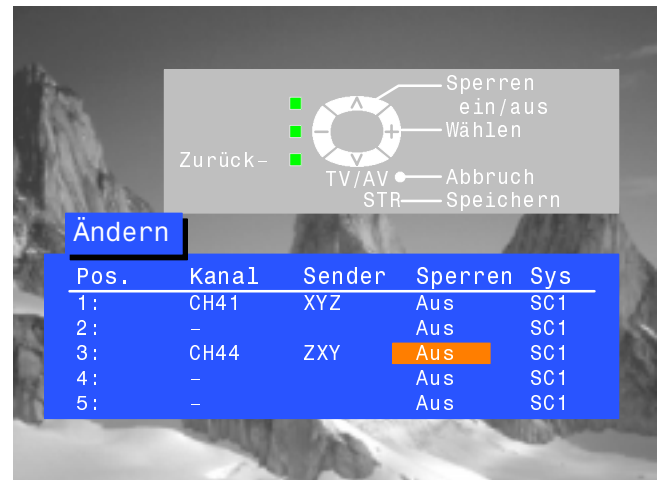 Sperren
ein/aus
Wählen
Zurück–
TV/AV Abbruch
STR Speichern
Ändern
Pos. Kanal Sender Sperren Sys
1: CH41 XYZ Aus SC1
2: – Aus SC1
3: CH44 ZXY Aus SC1
4: – Aus SC1
5: – Aus SC1